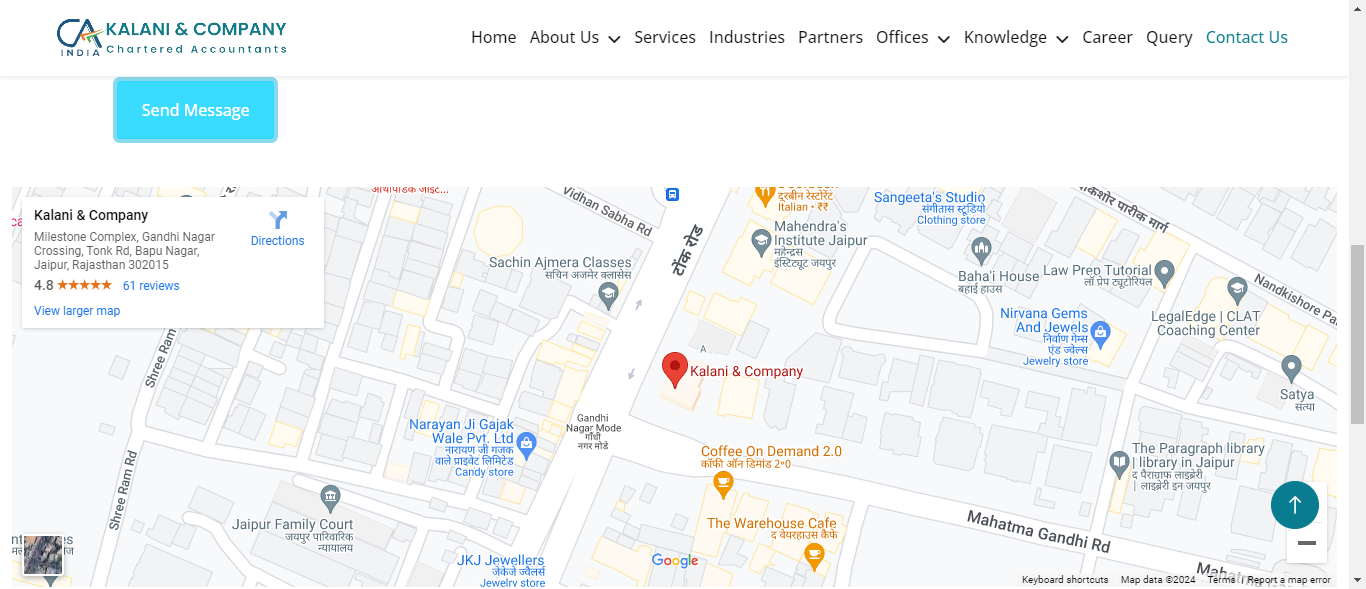 KALANI & COMPANY
Chartered Accountants
INDIA
Home
About Us
Services
Industries
Partners
Offices
Knowledge
Career
Query
Contact Us
Send Message
Kalani & Company
Milestone Complex, Gandhi Nagar
Crossing, Tonk Rd, Bapu Nagar,
Jaipur, Rajasthan 302015
4.8
61 reviews
View larger map
Directions
Vidhan Sabha Rd
टोंक रोड
दूरबीन रेस्टोरेंट
Italian • ₹₹
Sangeeta's Studio
संगीतास स्टूडियो
Clothing store
Mahendra's
Institute Jaipur
महेन्द्रस
इंस्टिट्यूट जयपुर
Sachin Ajmera Classes
सचिन अजमेर क्लासेस
Baha'i House
बहाई हाउस
Law Prep Tutorial
लॉ प्रेप ट्यूटोरियल
LegalEdge | CLAT
Coaching Center
Nirvana Gems
And Jewels
निर्वाण गेम्स
एंड ज्वेल्स
Jewelry store
Shree Ram
A
Kalani & Company
Satya
सत्या
Gandhi
Nagar Mode
गाँधी
नगर मोडे
Narayan Ji Gajak
Wale Pvt. Ltd
नारायण जी गजक
वाले प्राइवेट लिमिटेड
Candy store
Coffee On Demand 2.0
कॉफी ऑन डिमांड २०
The Paragraph library
| library in Jaipur
द पैराग्राफ लाइब्रेरी
| लाइब्रेरी इन जयपुर
Shree Ram Rd
Jaipur Family Court
जयपुर पारिवारिक
न्यायालय
The Warehouse Cafe
द वेयरहाउस कैफे
Mahatma Gandhi Rd
JKJ Jewellers
जेकेजे ज्वैलर्स
Jewelry store
Google
Keyboard shortcuts
Map data ©2024
Terms
Report a map error